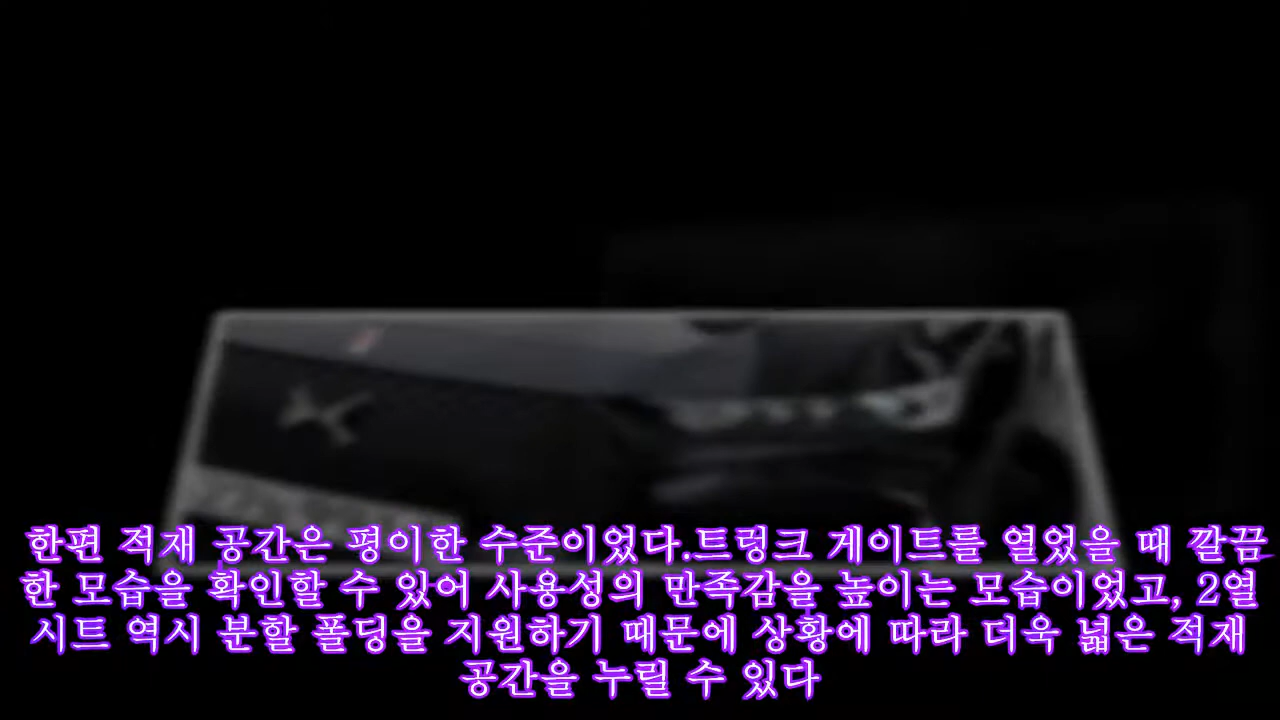 한편 적재 공간은 평이한 수준이었다.트렁크 게이트를 열었을 때 깔끔
한 모습을 확인할 수 있어 사용성의 만족감을 높이는 모습이었고, 2열
시트 역시 분할 폴딩을 지원하기 때문에 상황에 따라 더욱 넓은 적재
공간을 누릴 수 있다